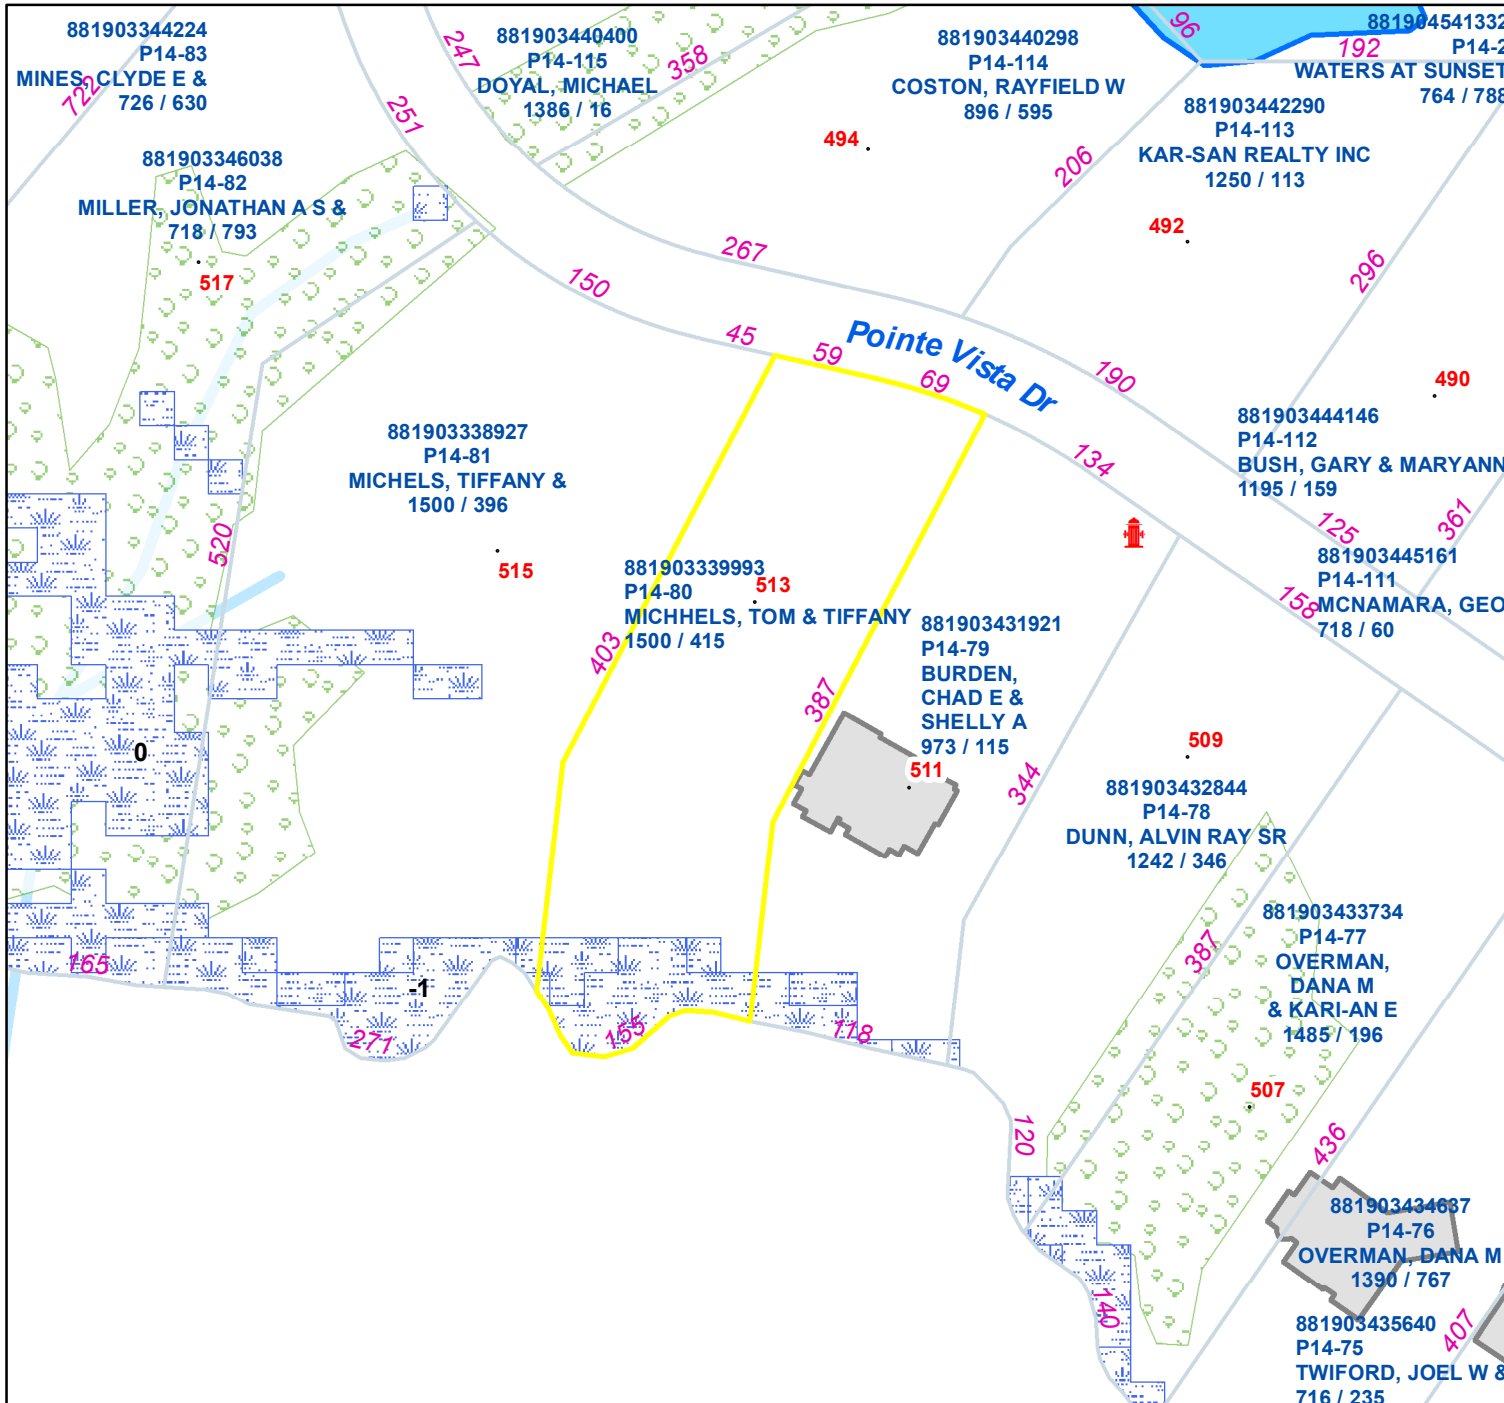 881903344224
P14-83
MINES, CLYDE E &
726 / 630
722
247
251
881903440400
P14-115
DOYAL, MICHAEL
1386 / 16
358
881903440298
P14-114
COSTON, RAYFIELD W
896 / 595
494
96
192
881904541332
P14-2
WATERS AT SUNSET
764 / 788
881903442290
P14-113
KAR-SAN REALTY INC
1250 / 113
206
492
296
881903346038
P14-82
MILLER, JONATHAN A S &
718 / 793
517
150
267
45
59
69
Pointe Vista Dr
190
134
490
881903444146
P14-112
BUSH, GARY & MARYANN
1195 / 159
125
361
881903338927
P14-81
MICHELS, TIFFANY &
1500 / 396
515
520
881903339993
P14-80
MICHHELS, TOM & TIFFANY
1500 / 415
513
403
387
881903431921
P14-79
BURDEN,
CHAD E &
SHELLY A
973 / 115
511
158
881903445161
P14-111
MCNAMARA, GEO
718 / 60
344
509
881903432844
P14-78
DUNN, ALVIN RAY SR
1242 / 346
0
-1
165
271
155
118
120
140
387
881903433734
P14-77
OVERMAN,
DANA M
& KARI-AN E
1485 / 196
507
436
881903434637
P14-76
OVERMAN, DANA M
1390 / 767
407
881903435640
P14-75
TWIFORD, JOEL W &
716 / 235